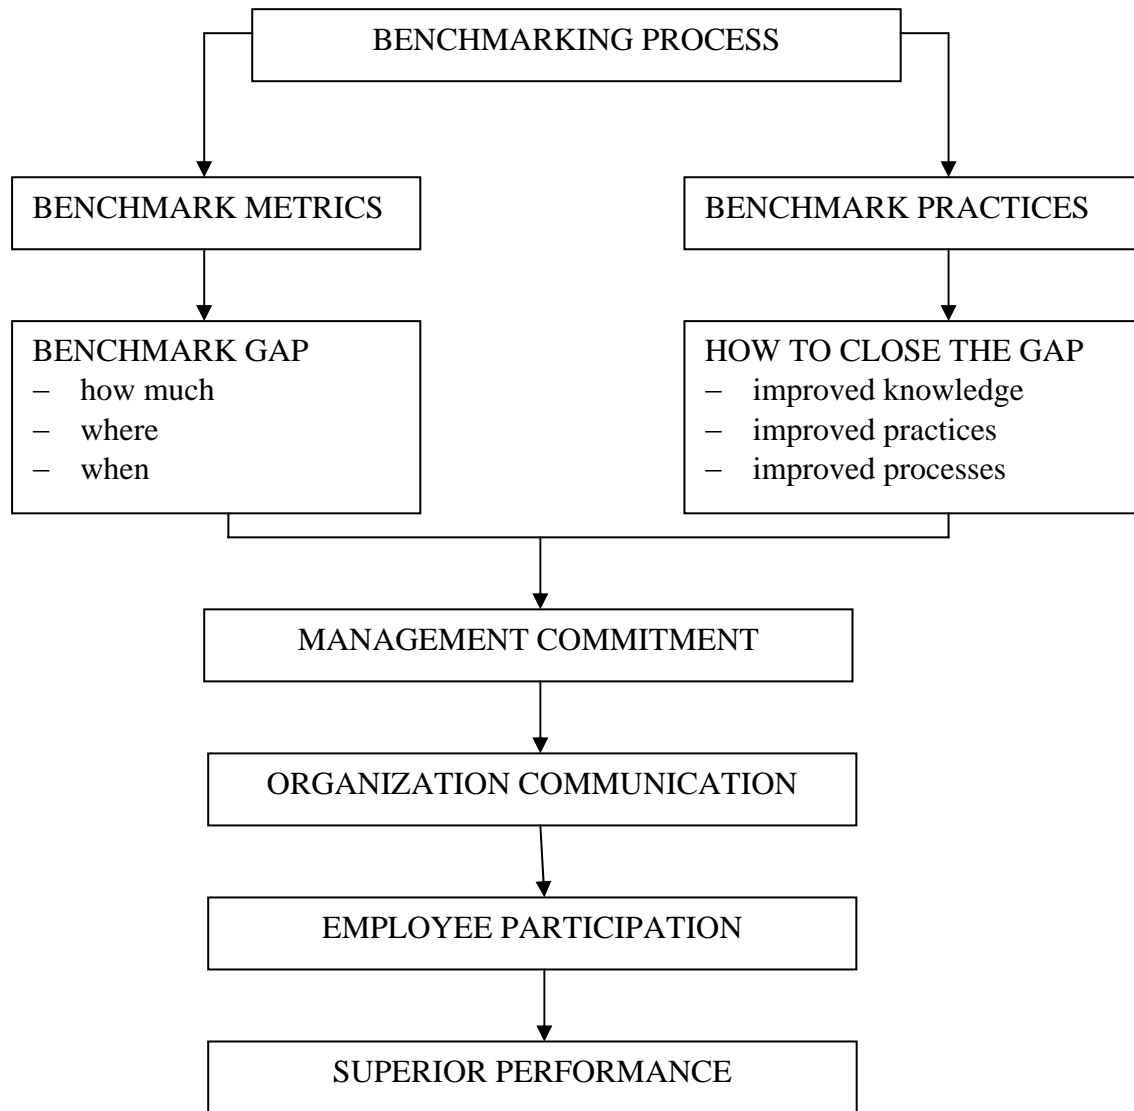 BENCHMARKING PROCESS
BENCHMARK METRICS
BENCHMARK PRACTICES
BENCHMARK GAP
– how much
– where
– when
HOW TO CLOSE THE GAP
– improved knowledge
– improved practices
– improved processes
MANAGEMENT COMMITMENT
ORGANIZATION COMMUNICATION
EMPLOYEE PARTICIPATION
SUPERIOR PERFORMANCE